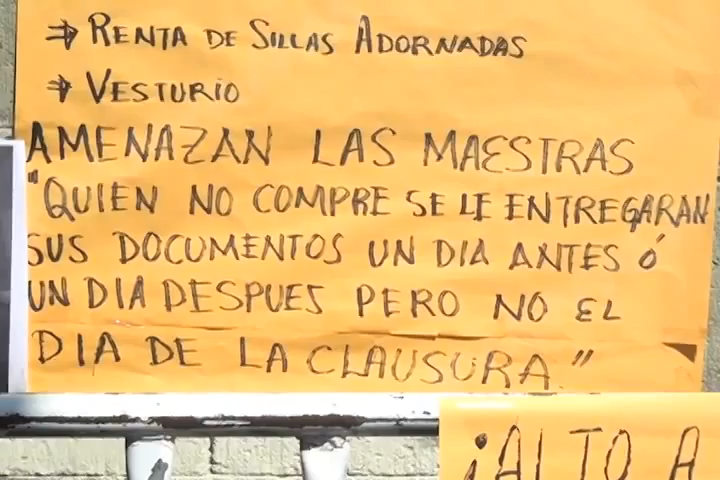 ⇒ RENTA DE SILLAS ADORNADAS
⇒ VESTURIO
AMENAZAN LAS MAESTRAS
"QUIEN NO COMPRE SE LE ENTREGARAN
SUS DOCUMENTOS UN DIA ANTES Ó
UN DIA DESPUES PERO NO EL
DIA DE LA CLAUSURA."
¡ALTO A